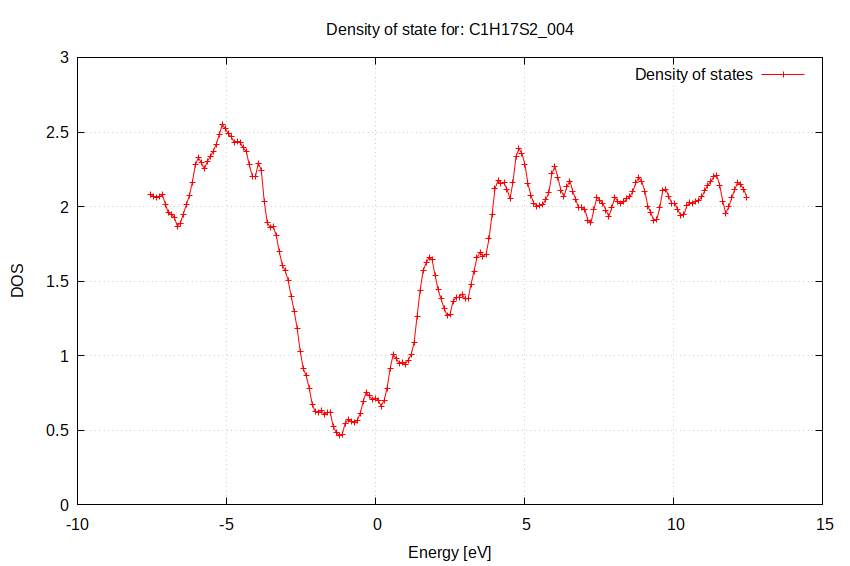 Density of state for: C1H17S2_004
Density of states
3
2.5
2
1.5
1
0.5
0
DOS
-10 -5 0 5 10 15
Energy [eV]